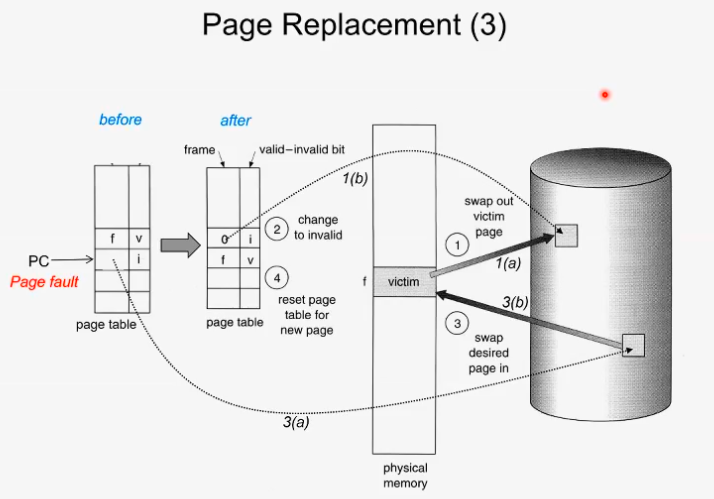 Page Replacement (3)
before
after
frame
valid–invalid bit
f v
i
0 i
f v
PC
Page fault
page table
page table
2
change
to invalid
4
reset page
table for
new page
1(b)
3(a)
f
victim
physical
memory
swap out
victim
page
1
1(a)
3(b)
3
swap
desired
page in